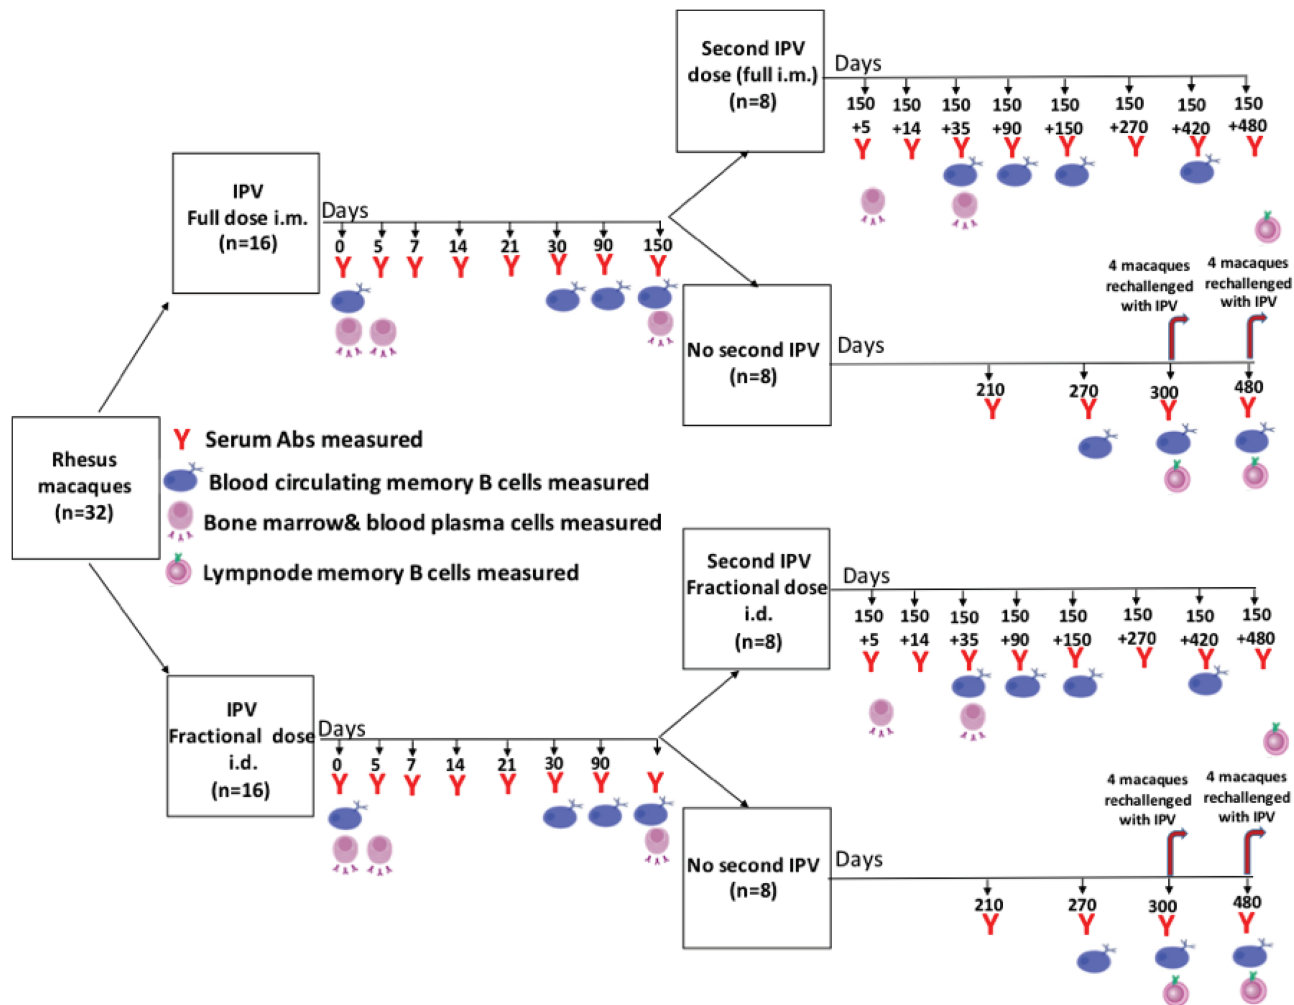 Second IPV
dose (full i.m.)
(n=8)
Days
150 150 150 150 150 150 150 150
+5 +14 +35 +90 +150 +270 +420 +480
IPV
Full dose i.m.
(n=16)
Days
0 5 7 14 21 30 90 150
4 macaques
rechallenged
with IPV
4 macaques
rechallenged
with IPV
No second IPV
(n=8)
Days
210 270 300 480
Rhesus
macaques
(n=32)
Serum Abs measured
Blood circulating memory B cells measured
Bone marrow& blood plasma cells measured
Lympnode memory B cells measured
Second IPV
Fractional dose
i.d.
(n=8)
Days
150 150 150 150 150 150 150 150
+5 +14 +35 +90 +150 +270 +420 +480
IPV
Fractional dose
i.d.
(n=16)
Days
0 5 7 14 21 30 90
4 macaques
rechallenged
with IPV
4 macaques
rechallenged
with IPV
No second IPV
(n=8)
Days
210 270 300 480